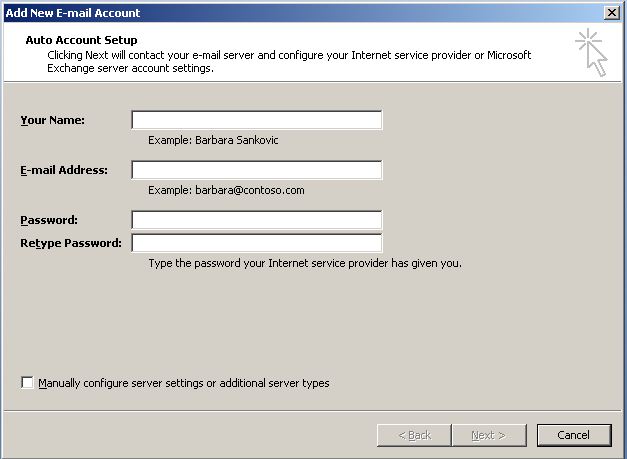 Add New E-mail Account
Auto Account Setup
Clicking Next will contact your e-mail server and configure your Internet service provider or Microsoft
Exchange server account settings.
Your Name:
Example: Barbara Sankovic
E-mail Address:
Example: barbara@contoso.com
Password:
Retype Password:
Type the password your Internet service provider has given you.
Manually configure server settings or additional server types
< Back Next > Cancel